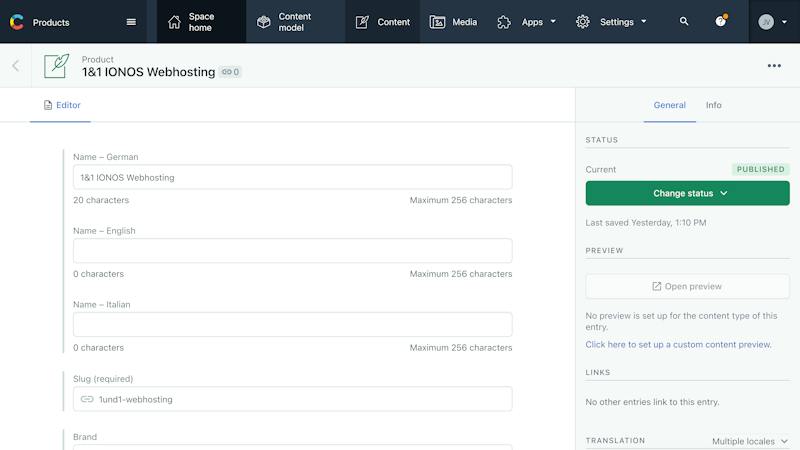 Products
Space home
Content model
Content
Media
Apps
Settings
JV
Product
1&1 IONOS Webhosting
0
Editor
General
Info
Name – German
1&1 IONOS Webhosting
20 characters
Maximum 256 characters
Name – English
0 characters
Maximum 256 characters
Name – Italian
0 characters
Maximum 256 characters
Slug (required)
1und1-webhosting
Brand
STATUS
Current
PUBLISHED
Change status
Last saved Yesterday, 1:10 PM
PREVIEW
Open preview
No preview is set up for the content type of this
entry.
Click here to set up a custom content preview.
LINKS
No other entries link to this entry.
TRANSLATION
Multiple locales